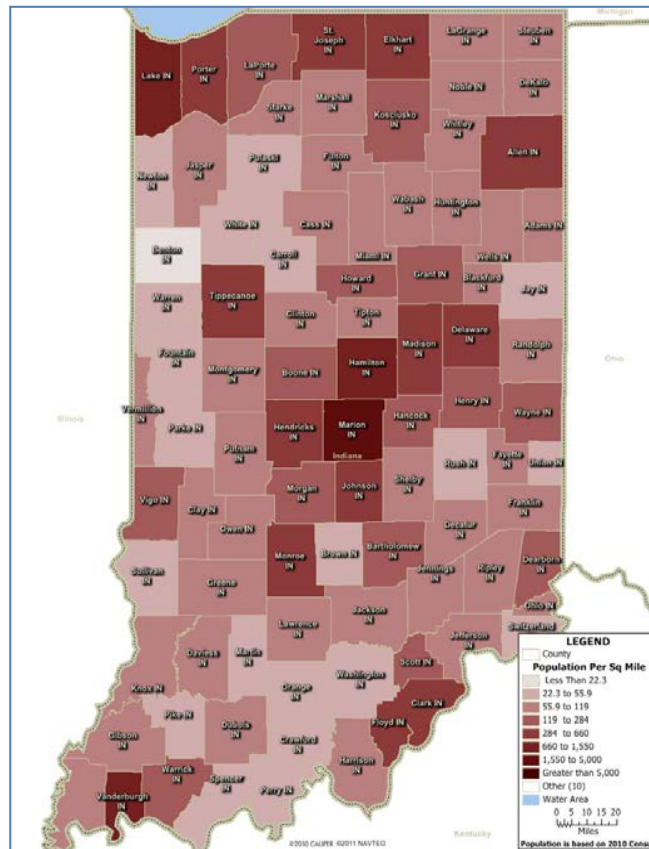 Michigan
Lake IN
Porter
IN
LaPorte
IN
St.
Joseph
IN
Elkhart
IN
LaGrange
IN
Steuben
IN
Noble IN
DeKalb
IN
Starke
IN
Marshall
IN
Kosciusko
IN
Whitley
IN
Allen IN
Newton
IN
Jasper
IN
Pulaski
IN
Fulton
IN
Wabash
IN
Huntington
IN
Adams
IN
White IN
Cass IN
Miami IN
Wells IN
Benton
IN
Carroll
IN
Howard
IN
Grant IN
Blackford
IN
Jay IN
Warren
IN
Tippecanoe
IN
Clinton
IN
Tipton
IN
Madison
IN
Delaware
IN
Randolph
IN
Ohio
Fountain
IN
Montgomery
IN
Boone IN
Hamilton
IN
Henry
IN
Wayne IN
Illinois
Vermillion
IN
Parke IN
Putnam
IN
Hendricks
IN
Marion
IN
Indiana
Hancock
IN
Rush IN
Fayette
IN
Union IN
Vigo IN
Clay
IN
Owen IN
Morgan
IN
Johnson
IN
Shelby
IN
Franklin
IN
Sullivan
IN
Greene
IN
Monroe
IN
Brown IN
Bartholomew
IN
Decatur
IN
Jennings
IN
Ripley
IN
Dearborn
IN
Ohio IN
Switzerland
Knox IN
Daviess
IN
Martin
IN
Lawrence
IN
Jackson
IN
Scott IN
Jefferson
IN
Washington
IN
Orange
IN
Clark IN
Floyd IN
Gibson
IN
Pike IN
Dubois
IN
Crawford
IN
Harrison
IN
Vanderburgh
IN
Warrick
IN
Spencer
IN
Perry IN
Kentucky
LEGEND
County
Population Per Sq Mile
Less Than 22.3
22.3 to 55.9
55.9 to 119
119 to 284
284 to 660
660 to 1,550
1,550 to 5,000
Greater than 5,000
Other (10)
Water Area
0 5 10 15 20
Miles
Population is based on 2010 Census
©2010 CALIPER ©2011 NAVTEQ